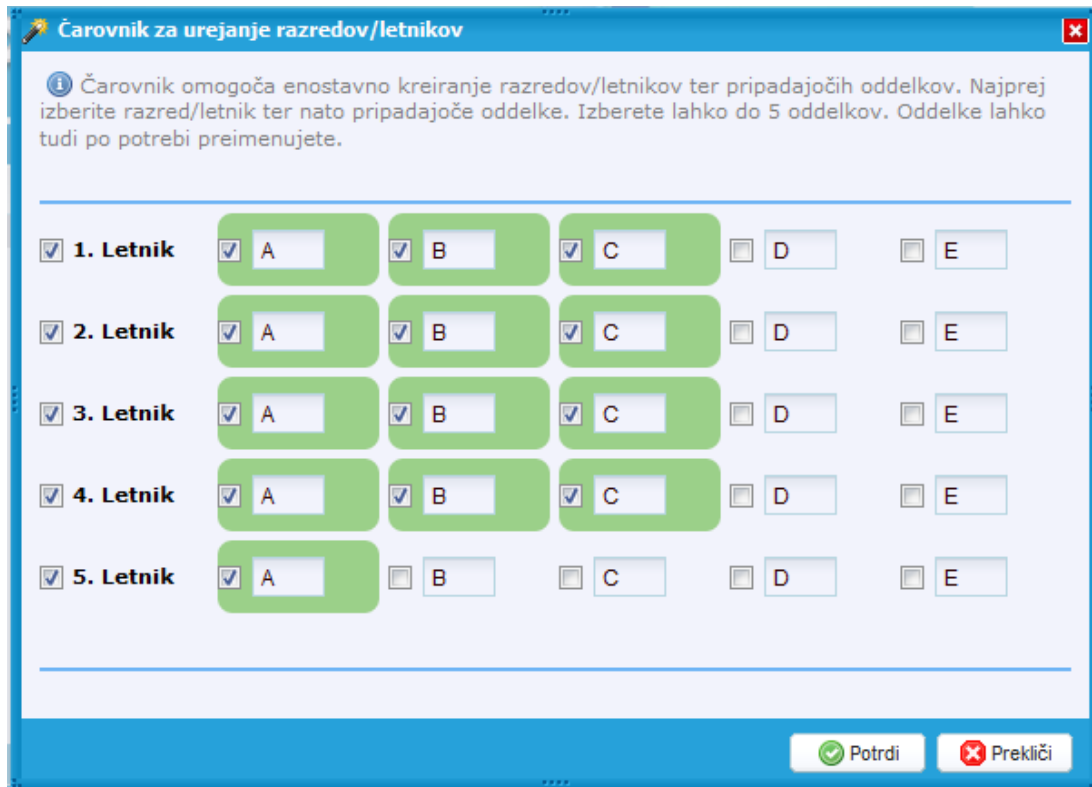 Čarovnik za urejanje razredov/letnikov
Čarovnik omogoča enostavno kreiranje razredov/letnikov ter pripadajočih oddelkov. Najprej
izberite razred/letnik ter nato pripadajoče oddelke. Izberete lahko do 5 oddelkov. Oddelke lahko
tudi po potrebi preimenujete.
1. Letnik A B C D E
2. Letnik A B C D E
3. Letnik A B C D E
4. Letnik A B C D E
5. Letnik A B C D E
Potrdi Prekliči